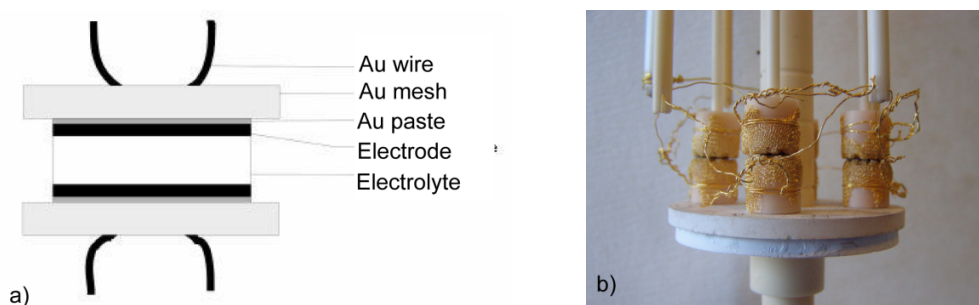 Au wire
Au mesh
Au paste
Electrode
Electrolyte
a)
b)